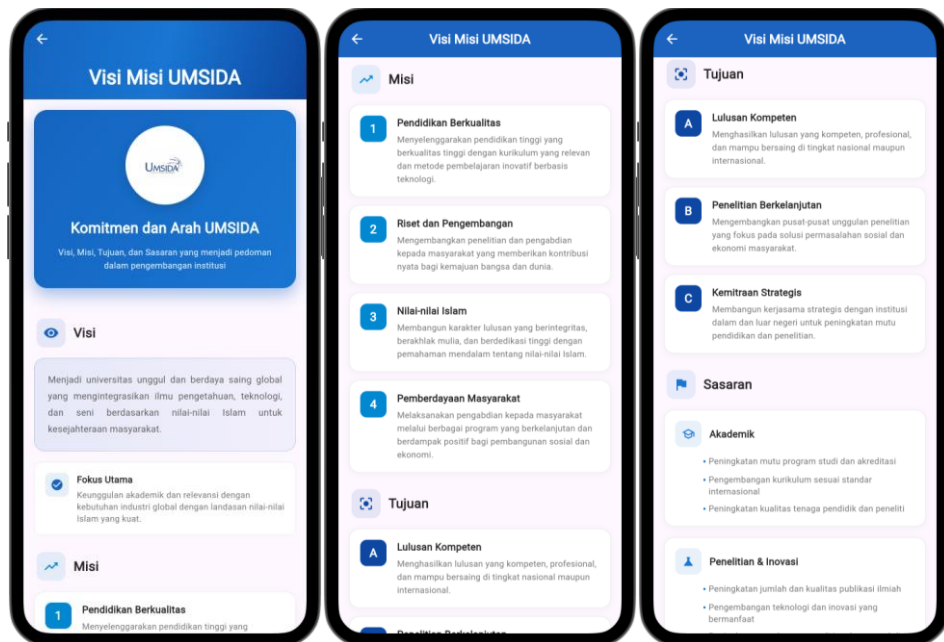 Visi Misi UMSIDA
UMSIDA
Komitmen dan Arah UMSIDA
Visi, Misi, Tujuan, dan Sasaran yang menjadi pedoman
dalam pengembangan institusi
Visi
Menjadi universitas unggul dan berdaya saing global
yang mengintegrasikan ilmu pengetahuan, teknologi,
dan seni berdasarkan nilai-nilai Islam untuk
kesejahteraan masyarakat.
Fokus Utama
Keunggulan akademik dan relevansi dengan
kebutuhan industri global dengan landasan nilai-nilai
Islam yang kuat.
Misi
1
Pendidikan Berkualitas
Menyelenggarakan pendidikan tinggi yang
Visi Misi UMSIDA
Misi
1
Pendidikan Berkualitas
Menyelenggarakan pendidikan tinggi yang
berkualitas tinggi dengan kurikulum yang relevan
dan metode pembelajaran inovatif berbasis
teknologi.
2
Riset dan Pengembangan
Mengembangkan penelitian dan pengabdian
kepada masyarakat yang memberikan kontribusi
nyata bagi kemajuan bangsa dan dunia.
3
Nilai-nilai Islam
Membangun karakter lulusan yang berintegritas,
berakhlak mulia, dan berdedikasi tinggi dengan
pemahaman mendalam tentang nilai-nilai Islam.
4
Pemberdayaan Masyarakat
Melaksanakan pengabdian kepada masyarakat
melalui berbagai program yang berkelanjutan dan
berdampak positif bagi pembangunan sosial dan
ekonomi.
Tujuan
A
Lulusan Kompeten
Menghasilkan lulusan yang kompeten, profesional,
dan mampu bersaing di tingkat nasional maupun
internasional.
Penelitian Berkelanjutan
Visi Misi UMSIDA
Tujuan
A
Lulusan Kompeten
Menghasilkan lulusan yang kompeten, profesional,
dan mampu bersaing di tingkat nasional maupun
internasional.
B
Penelitian Berkelanjutan
Mengembangkan pusat-pusat unggulan penelitian
yang fokus pada solusi permasalahan sosial dan
ekonomi masyarakat.
C
Kemitraan Strategis
Membangun kerjasama strategis dengan institusi
dalam dan luar negeri untuk peningkatan mutu
pendidikan dan penelitian.
Sasaran
Akademik
• Peningkatan mutu program studi dan akreditasi
• Pengembangan kurikulum sesuai standar
internasional
• Peningkatan kualitas tenaga pendidik dan peneliti
Penelitian & Inovasi
• Peningkatan jumlah dan kualitas publikasi ilmiah
• Pengembangan teknologi dan inovasi yang
bermanfaat